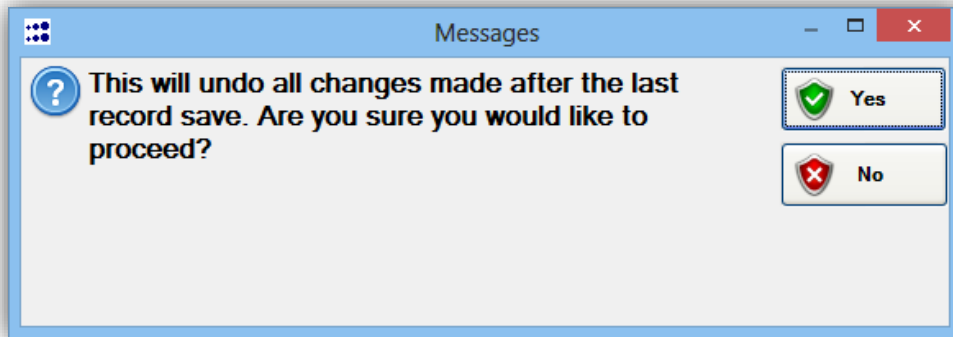 Messages
This will undo all changes made after the last
record save. Are you sure you would like to
proceed?
Yes
No